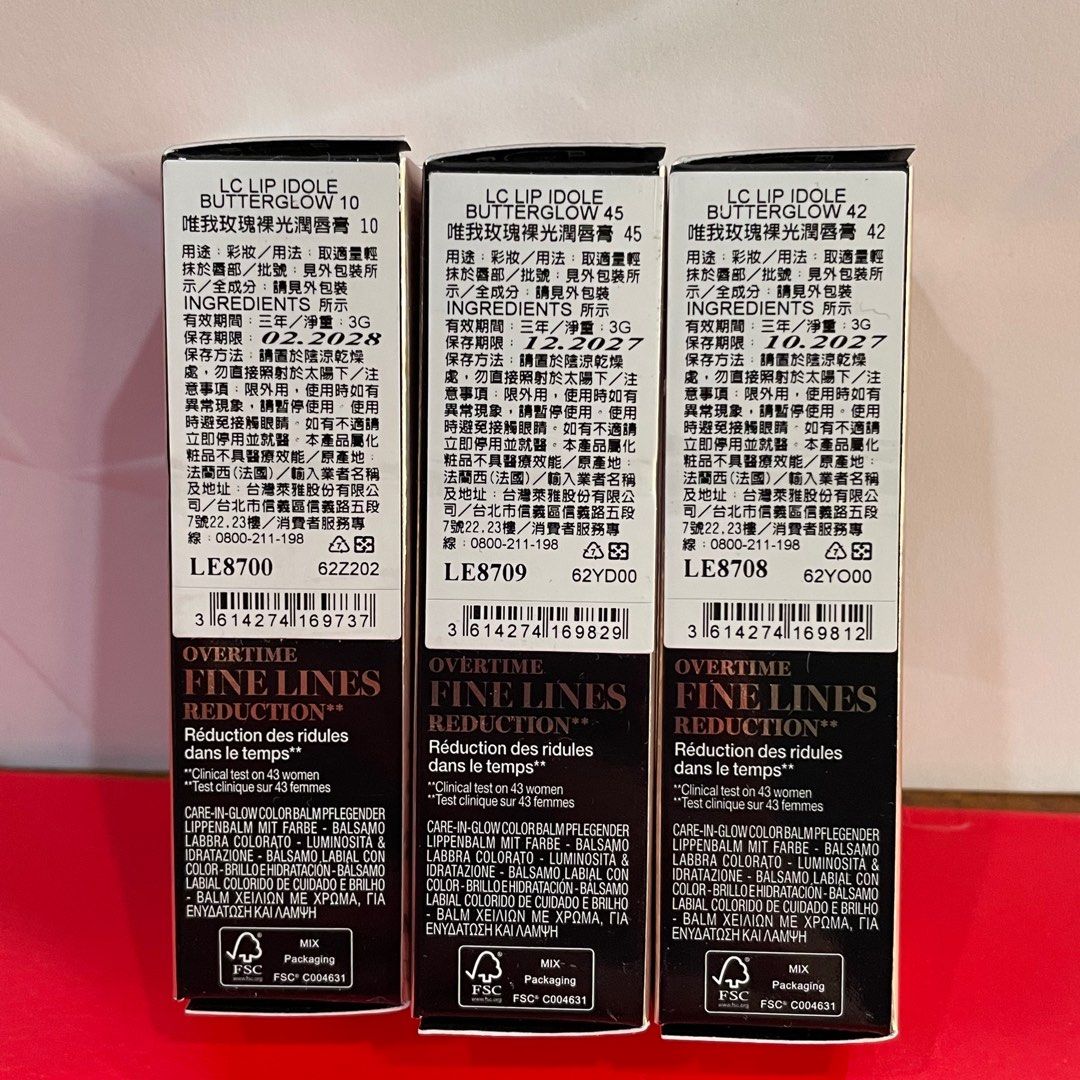 LC LIP IDOLE
BUTTERGLOW 10
唯我玫瑰裸光潤唇膏 10
用途：彩妝／用法：取適量輕
抹於唇部／批號：見外包裝所
示／全成分：請見外包裝
INGREDIENTS 所示
有效期間：三年／淨重：3G
保存期限：02.2028
保存方法：請置於陰涼乾燥
處，勿直接照射於太陽下／注
意事項：限外用，使用時如有
異常現象，請暫停使用。使用
時避免接觸眼睛。如有不適請
立即停用並就醫。本產品屬化
粧品不具醫療效能／原產地：
法蘭西(法國)／輸入業者名稱
及地址：台灣萊雅股份有限公
司／台北市信義區信義路五段
7號22,23樓／消費者服務專
線：0800-211-198
LE8700 62Z202
3 614274 169737
OVERTIME
FINE LINES
REDUCTION**
Réduction des ridules
dans le temps**
**Clinical test on 43 women
**Test clinique sur 43 femmes
CARE-IN-GLOW COLOR BALM PFLEGENDER
LIPPENBALM MIT FARBE - BALSAMO
LABBRA COLORATO - LUMINOSITÀ &
IDRATAZIONE - BALSAMO LABIAL CON
COLOR - BRILLO E HIDRATACIÓN - BÁLSAMO
LABIAL COLORIDO DE CUIDADO E BRILHO
- BALM ΧΕΙΛΙΩΝ ΜΕ ΧΡΩΜΑ, ΓΙΑ
ΕΝΥΔΑΤΩΣΗ ΚΑΙ ΛΑΜΨΗ
FSC
www.fsc.org
MIX
Packaging
FSC® C004631
LC LIP IDOLE
BUTTERGLOW 45
唯我玫瑰裸光潤唇膏 45
用途：彩妝／用法：取適量輕
抹於唇部／批號：見外包裝所
示／全成分：請見外包裝
INGREDIENTS 所示
有效期間：三年／淨重：3G
保存期限：12.2027
保存方法：請置於陰涼乾燥
處，勿直接照射於太陽下／注
意事項：限外用，使用時如有
異常現象，請暫停使用。使用
時避免接觸眼睛。如有不適請
立即停用並就醫。本產品屬化
粧品不具醫療效能／原產地：
法蘭西(法國)／輸入業者名稱
及地址：台灣萊雅股份有限公
司／台北市信義區信義路五段
7號22,23樓／消費者服務專
線：0800-211-198
LE8709 62YD00
3 614274 169829
OVERTIME
FINE LINES
REDUCTION**
Réduction des ridules
dans le temps**
**Clinical test on 43 women
**Test clinique sur 43 femmes
CARE-IN-GLOW COLOR BALM PFLEGENDER
LIPPENBALM MIT FARBE - BALSAMO
LABBRA COLORATO - LUMINOSITÀ &
IDRATAZIONE - BALSAMO LABIAL CON
COLOR - BRILLO E HIDRATACIÓN - BÁLSAMO
LABIAL COLORIDO DE CUIDADO E BRILHO
- BALM ΧΕΙΛΙΩΝ ΜΕ ΧΡΩΜΑ, ΓΙΑ
ΕΝΥΔΑΤΩΣΗ ΚΑΙ ΛΑΜΨΗ
FSC
www.fsc.org
MIX
Packaging
FSC® C004631
LC LIP IDOLE
BUTTERGLOW 42
唯我玫瑰裸光潤唇膏 42
用途：彩妝／用法：取適量輕
抹於唇部／批號：見外包裝所
示／全成分：請見外包裝
INGREDIENTS 所示
有效期間：三年／淨重：3G
保存期限：10.2027
保存方法：請置於陰涼乾燥
處，勿直接照射於太陽下／注
意事項：限外用，使用時如有
異常現象，請暫停使用。使用
時避免接觸眼睛。如有不適請
立即停用並就醫。本產品屬化
粧品不具醫療效能／原產地：
法蘭西(法國)／輸入業者名稱
及地址：台灣萊雅股份有限公
司／台北市信義區信義路五段
7號22,23樓／消費者服務專
線：0800-211-198
LE8708 62YO00
3 614274 169812
OVERTIME
FINE LINES
REDUCTION**
Réduction des ridules
dans le temps**
**Clinical test on 43 women
**Test clinique sur 43 femmes
CARE-IN-GLOW COLOR BALM PFLEGENDER
LIPPENBALM MIT FARBE - BALSAMO
LABBRA COLORATO - LUMINOSITÀ &
IDRATAZIONE - BALSAMO LABIAL CON
COLOR - BRILLO E HIDRATACIÓN - BÁLSAMO
LABIAL COLORIDO DE CUIDADO E BRILHO
- BALM ΧΕΙΛΙΩΝ ΜΕ ΧΡΩΜΑ, ΓΙΑ
ΕΝΥΔΑΤΩΣΗ ΚΑΙ ΛΑΜΨΗ
FSC
www.fsc.org
MIX
Packaging
FSC® C004631